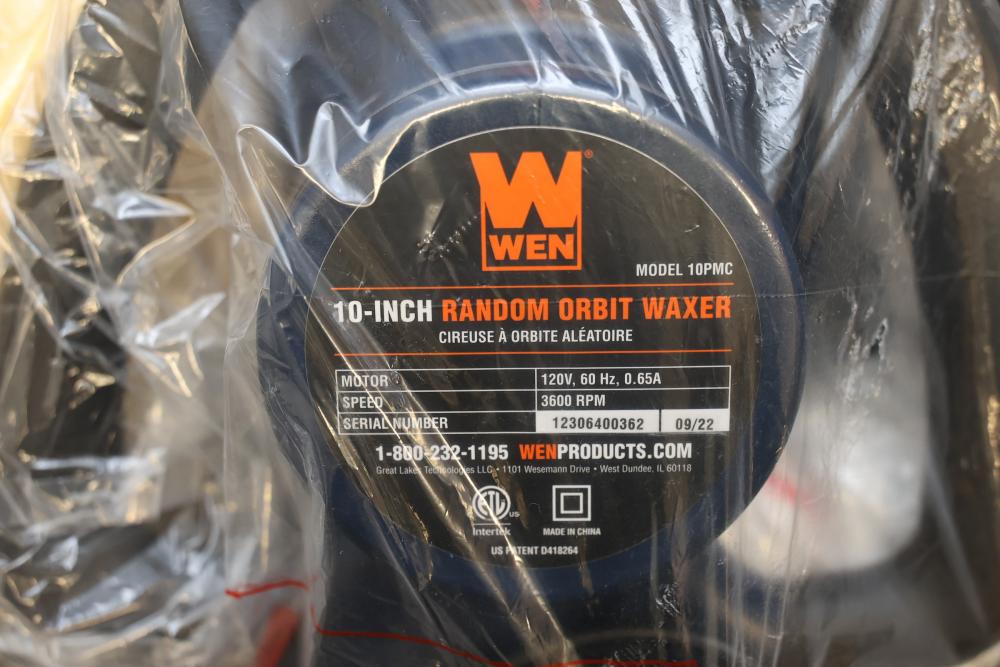 W®
WEN
MODEL 10PMC
10-INCH RANDOM ORBIT WAXER
CIREUSE À ORBITE ALÉATOIRE
MOTOR 120V, 60 Hz, 0.65A
SPEED 3600 RPM
SERIAL NUMBER 12306400362 09/22
1-800-232-1195 WENPRODUCTS.COM
Great Lakes Technologies LLC • 1101 Wesemann Drive • West Dundee, IL 60118
ETL US
Intertek MADE IN CHINA
US PATENT D418264